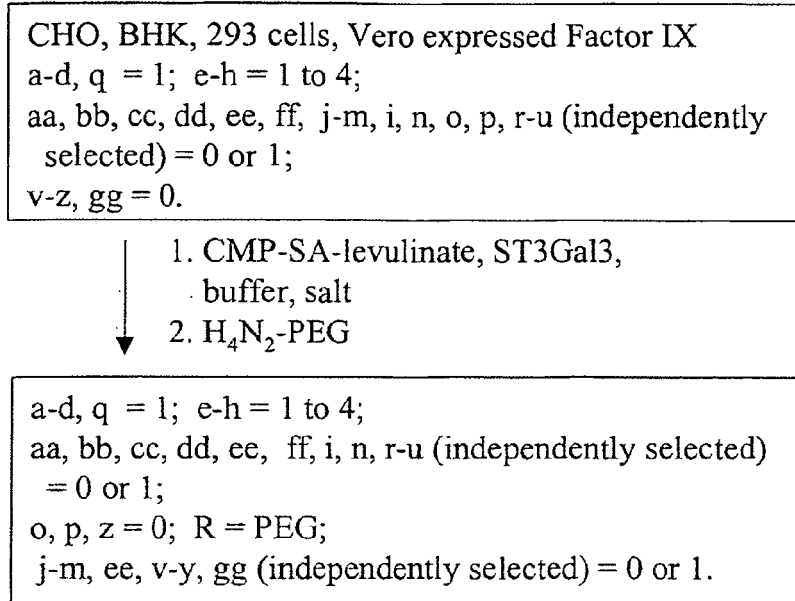 CHO, BHK, 293 cells, Vero expressed Factor IX
a-d, q = 1; e-h = 1 to 4;
aa, bb, cc, dd, ee, ff, j-m, i, n, o, p, r-u (independently
selected) = 0 or 1;
v-z, gg = 0.
1. CMP-SA-levulinate, ST3Gal3,
buffer, salt
2. H₄N₂-PEG
a-d, q = 1; e-h = 1 to 4;
aa, bb, cc, dd, ee, ff, i, n, r-u (independently selected)
= 0 or 1;
o, p, z = 0; R = PEG;
j-m, ee, v-y, gg (independently selected) = 0 or 1.